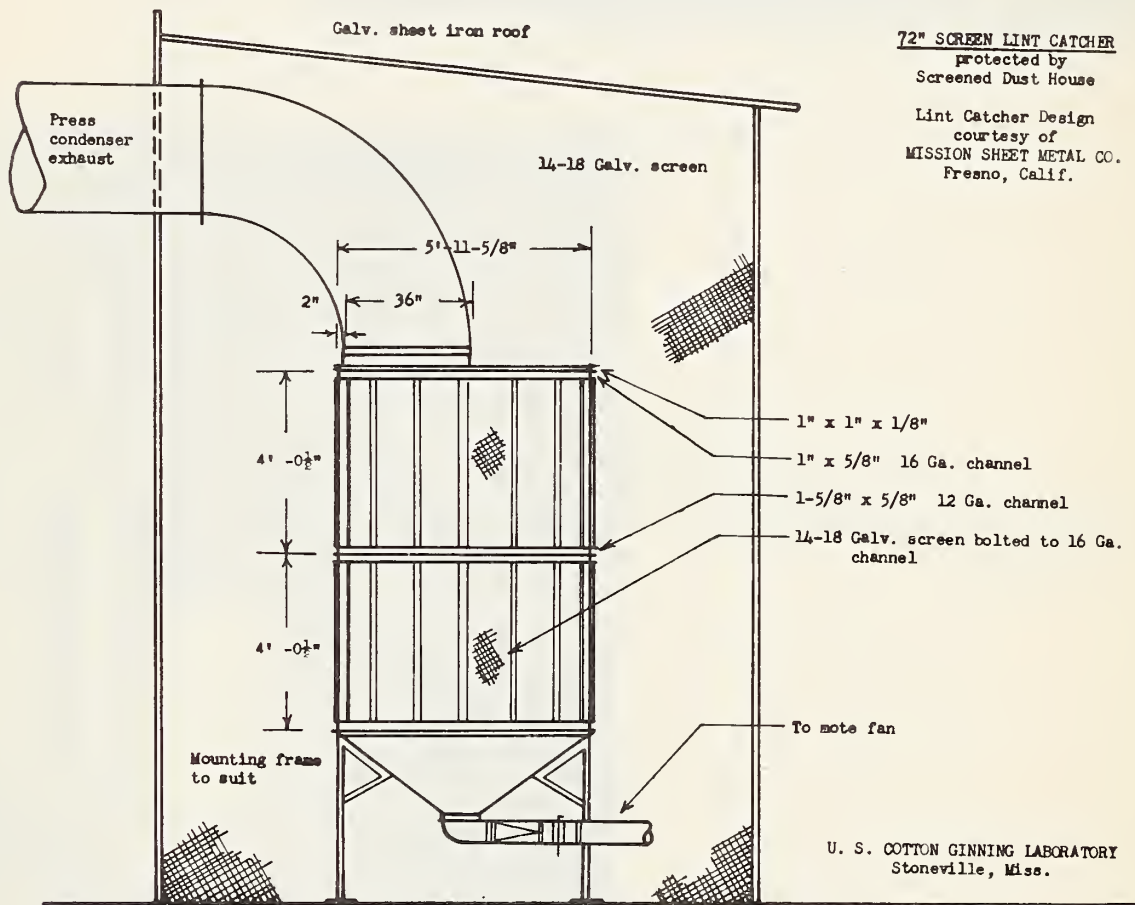 Galv. sheet iron roof
72" SCREEN LINT CATCHER
protected by
Screened Dust House
Lint Catcher Design
courtesy of
MISSION SHEET METAL CO.
Fresno, Calif.
Press
condenser
exhaust
14-18 Galv. screen
5'-11-5/8"
2"
36"
4' -0½"
1" x 1" x 1/8"
1" x 5/8" 16 Ga. channel
1-5/8" x 5/8" 12 Ga. channel
14-18 Galv. screen bolted to 16 Ga.
channel
4' -0½"
To mote fan
Mounting frame
to suit
U. S. COTTON GINNING LABORATORY
Stoneville, Miss.